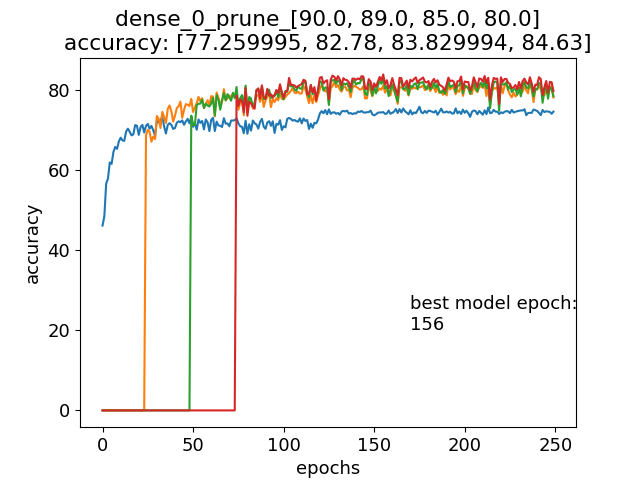 dense_0_prune_[90.0, 89.0, 85.0, 80.0]
accuracy: [77.259995, 82.78, 83.829994, 84.63]
80
60
40
20
0
accuracy
best model epoch:
156
0 50 100 150 200 250
epochs